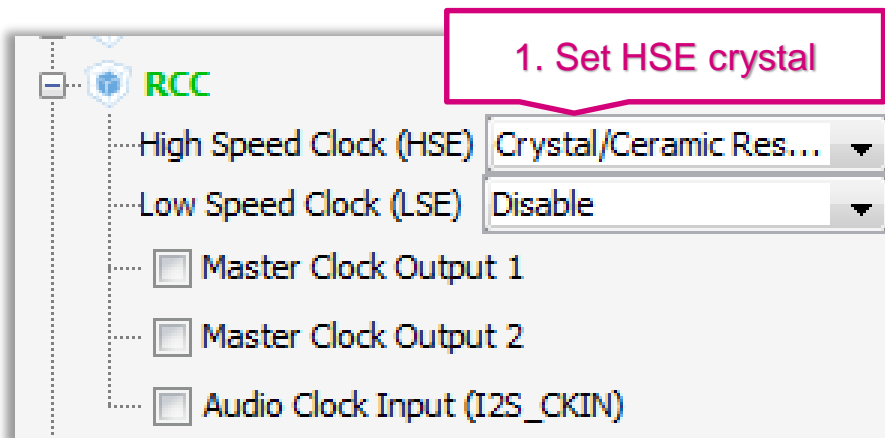 1. Set HSE crystal
RCC
High Speed Clock (HSE) Crystal/Ceramic Res...
Low Speed Clock (LSE) Disable
Master Clock Output 1
Master Clock Output 2
Audio Clock Input (I2S_CKIN)